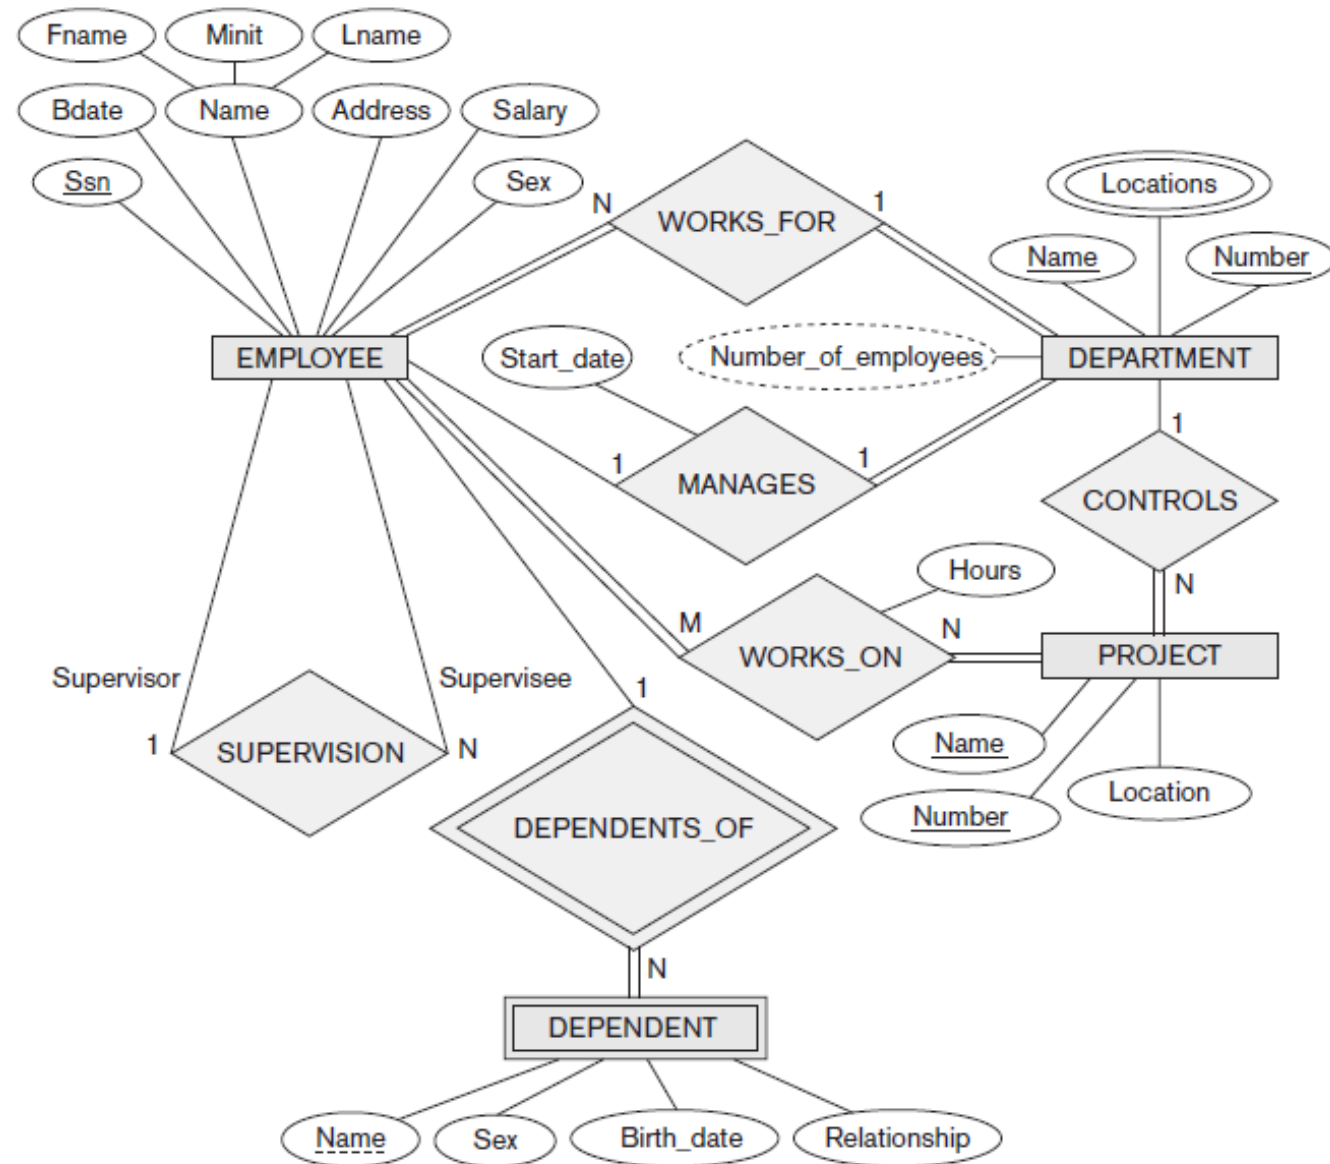 Fname Minit Lname
Bdate Name Address Salary
Ssn Sex
N WORKS_FOR 1
Locations
Name Number
EMPLOYEE
Start_date
Number_of_employees
DEPARTMENT
1 MANAGES 1
1
CONTROLS
N
Hours
M WORKS_ON N
PROJECT
Name
Number
Location
Supervisor Supervisee
1 SUPERVISION N
1
DEPENDENTS_OF
N
DEPENDENT
Name Sex Birth_date Relationship